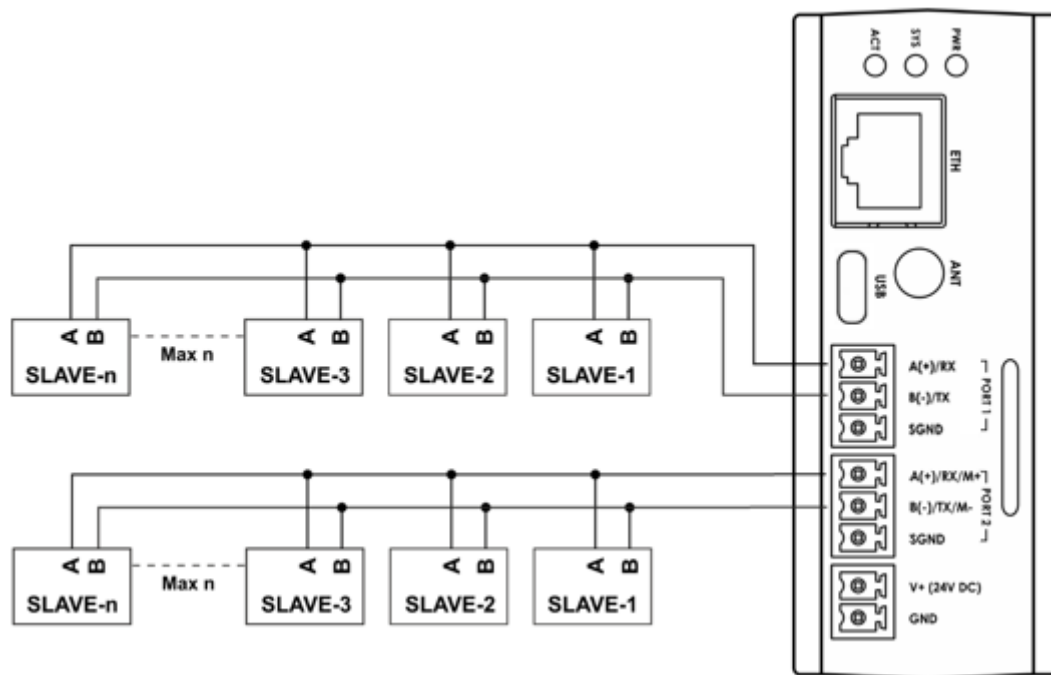 ACT SYS PWR
ETH
USB ANT
A B A B A B A B
SLAVE-n Max n SLAVE-3 SLAVE-2 SLAVE-1
A(+)/RX
B(-)/TX
SGND
PORT 1
A B A B A B A B
SLAVE-n Max n SLAVE-3 SLAVE-2 SLAVE-1
A(+)/RX/M+
B(-)/TX/M-
SGND
PORT 2
V+ (24V DC)
GND